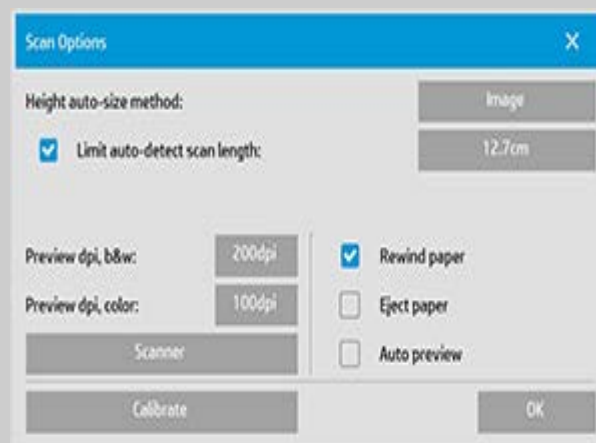 Scan Options X
Height auto-size method: Image
Limit auto-detect scan length: 12.7cm
Preview dpi, b&w: 200dpi
Rewind paper
Preview dpi, color: 100dpi
Eject paper
Scanner
Auto preview
Calibrate
OK